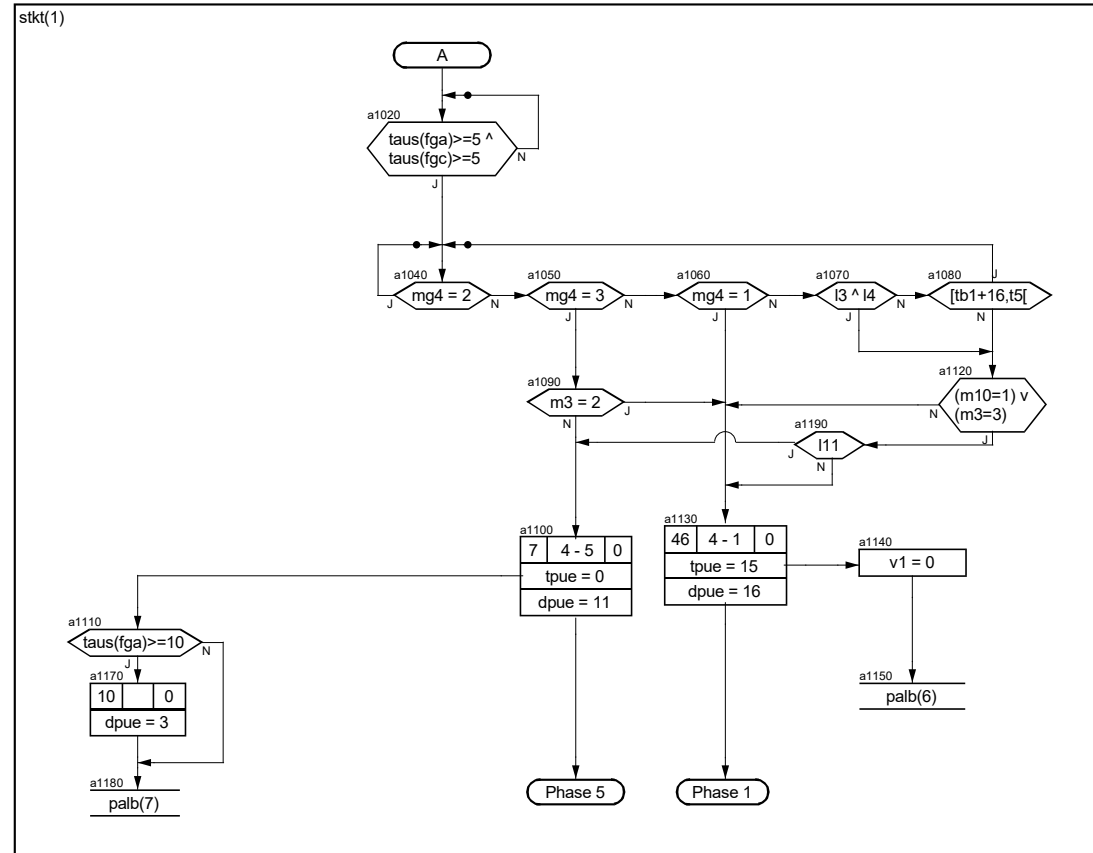 stkt(1)
A
a1020
taus(fga)>=5 ^
taus(fgc)>=5
N
J
a1040
mg4 = 2
J
N
a1050
mg4 = 3
N
J
a1060
mg4 = 1
N
J
a1070
l3 ^ l4
N
J
a1080
J
[tb1+16,t5[
N
a1090
m3 = 2
J
N
a1120
(m10=1) v
(m3=3)
N
J
a1190
l11
J
N
a1100
7 4 - 5 0
tpue = 0
dpue = 11
a1130
46 4 - 1 0
tpue = 15
dpue = 16
a1140
v1 = 0
a1110
taus(fga)>=10
N
J
a1170
10 0
dpue = 3
a1150
palb(6)
a1180
palb(7)
Phase 5
Phase 1